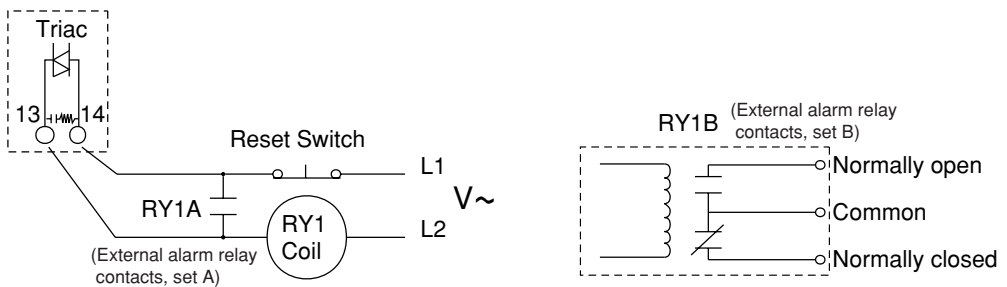 Triac
13
14
Reset Switch
L1
RY1A
RY1
Coil
L2
V~
(External alarm relay
contacts, set A)
RY1B
(External alarm relay
contacts, set B)
Normally open
Common
Normally closed